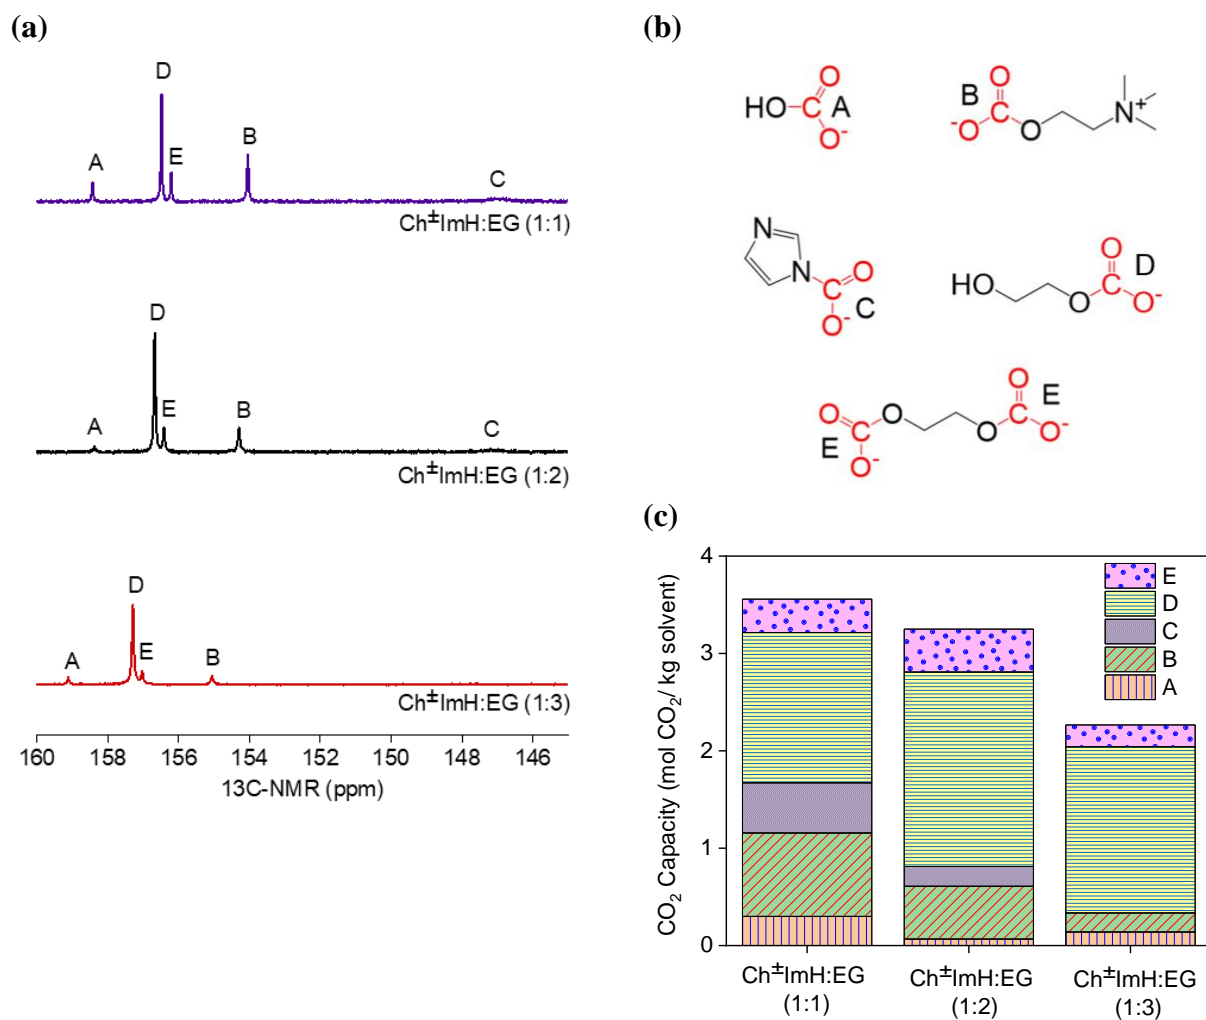 (a)
D
B
A
E
C
Ch±ImH:EG (1:1)
D
E
B
A
C
Ch±ImH:EG (1:2)
D
A
E
B
Ch±ImH:EG (1:3)
160 158 156 154 152 150 148 146
13C-NMR (ppm)
(b)
O
HO C A
O-
O
B C
-O O N+
N
N O
C
O- C
O D
HO O C O-
O E
O O C
C O O-
E O-
(c)
CO₂ Capacity (mol CO₂/ kg solvent)
4
3
2
1
0
E
D
C
B
A
Ch±ImH:EG Ch±ImH:EG Ch±ImH:EG
(1:1) (1:2) (1:3)